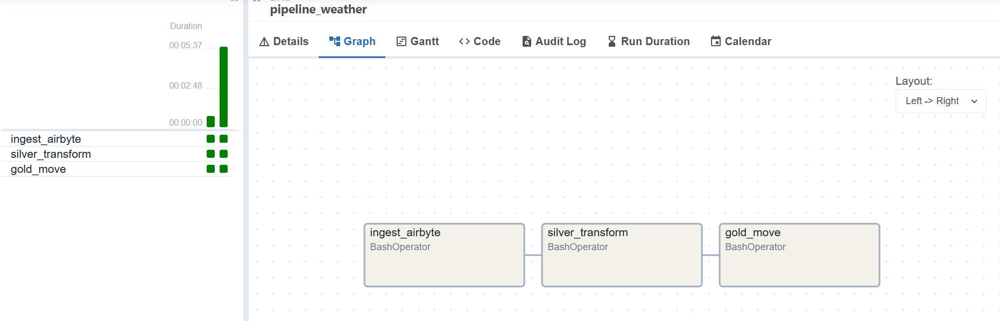 pipeline_weather
Duration
00:05:37
00:02:48
00:00:00
ingest_airbyte
silver_transform
gold_move
Details
Graph
Gantt
Code
Audit Log
Run Duration
Calendar
Layout:
Left -> Right
ingest_airbyte
BashOperator
silver_transform
BashOperator
gold_move
BashOperator